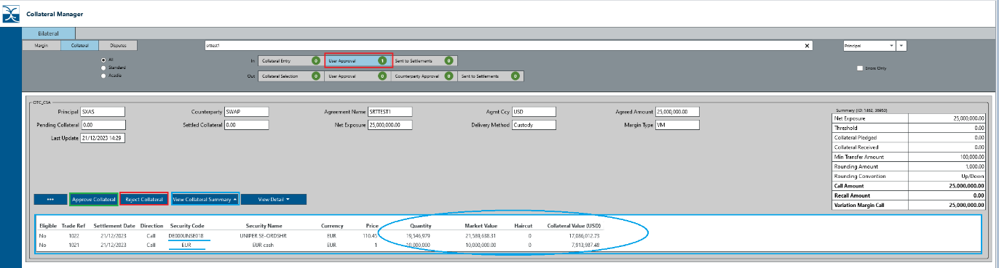 Collateral Manager
Bilateral
Margin Collateral Disputes srttest1 X Principal
All
Standard
Acadia
In Collateral Entry 0 User Approval 1 Sent to Settlements 0
Out Collateral Selection 0 User Approval 0 Counterparty Approval 0 Sent to Settlements 0
Errors Only
OTC_CSA
Principal SXAS Counterparty SWAP Agreement Name SRTTEST1 Agmt Ccy USD Agreed Amount 25,000,000.00
Pending Collateral 0.00 Settled Collateral 0.00 Net Exposure 25,000,000.00 Delivery Method Custody Margin Type VM
Last Update 21/12/2023 14:29
Summary (ID: 1482, 38950)
Net Exposure 25,000,000.00
Threshold 0.00
Collateral Pledged 0.00
Collateral Received 0.00
Min Transfer Amount 100,000.00
Rounding Amount 1,000.00
Rounding Convention Up/Down
Call Amount 25,000,000.00
Recall Amount 0.00
Variation Margin Call 25,000,000.00
••• Approve Collateral Reject Collateral View Collateral Summary View Detail
Eligible Trade Ref Settlement Date Direction Security Code Security Name Currency Price Quantity Market Value Haircut Collateral Value (USD)
No 1022 21/12/2023 Call DE000UNSE018 UNIPER SE-ORDSHR EUR 110.45 19,546,979 21,589,638.31 0 17,086,012.73
No 1021 21/12/2023 Call EUR EUR cash EUR 1 10,000,000 10,000,000.00 0 7,913,987.48